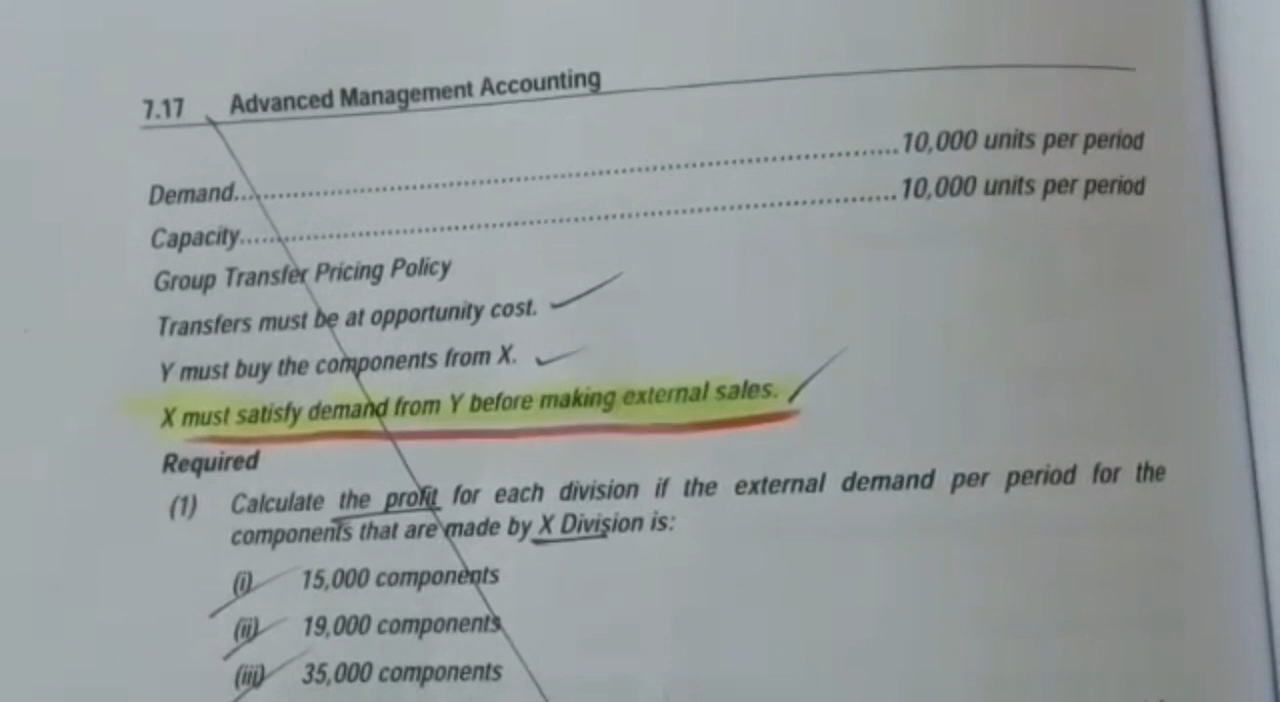 7.17 Advanced Management Accounting
Demand..........................................................................................10,000 units per period
Capacity.........................................................................................10,000 units per period
Group Transfer Pricing Policy
Transfers must be at opportunity cost.
Y must buy the components from X.
X must satisfy demand from Y before making external sales.
Required
(1) Calculate the profit for each division if the external demand per period for the
components that are made by X Division is:
(i) 15,000 components
(ii) 19,000 components
(iii) 35,000 components